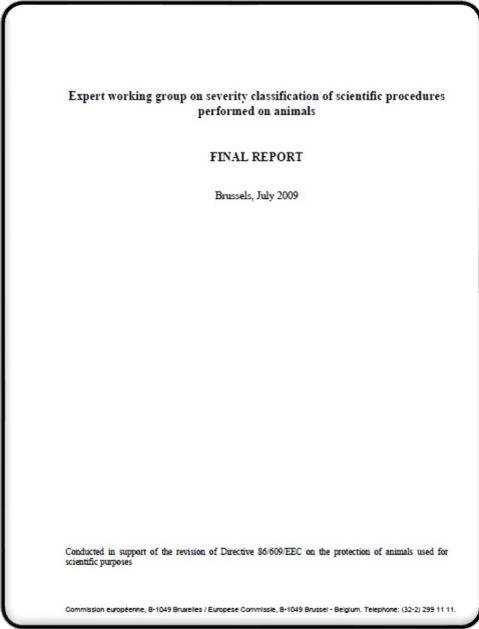 Expert working group on severity classification of scientific procedures
performed on animals
FINAL REPORT
Brussels, July 2009
Conducted in support of the revision of Directive 86/609/EEC on the protection of animals used for
scientific purposes
Commission européenne, B-1049 Bruxelles / Europese Commissie, B-1049 Brussel - Belgium. Telephone: (32-2) 299 11 11.